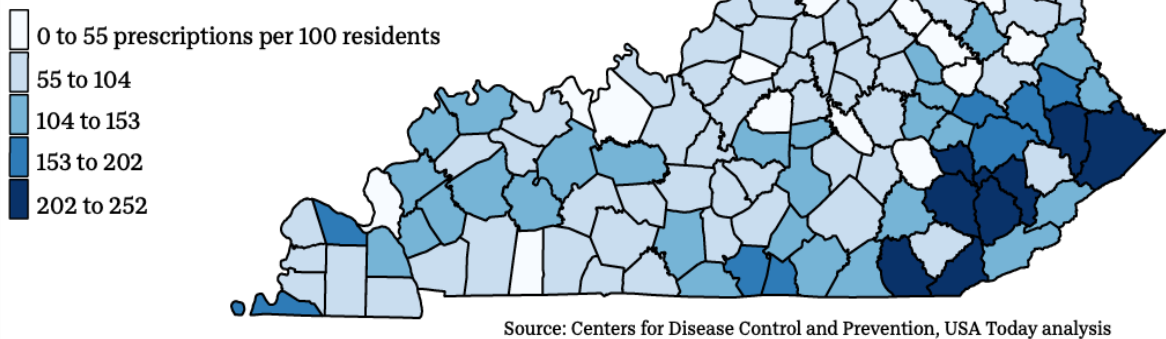 0 to 55 prescriptions per 100 residents
55 to 104
104 to 153
153 to 202
202 to 252
Source: Centers for Disease Control and Prevention, USA Today analysis